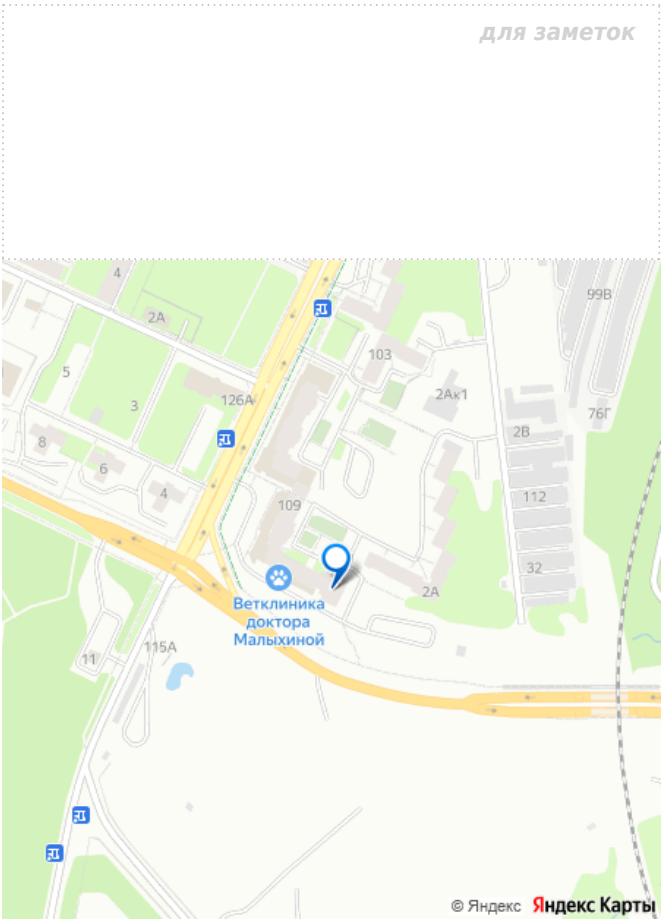 для заметок
4
99В
2А
103
5
2Ак1
126А
3
76Г
2В
8
6
4
112
109
32
2А
Ветклиника
доктора
Малыхиной
115А
11
© Яндекс Яндекс Карты